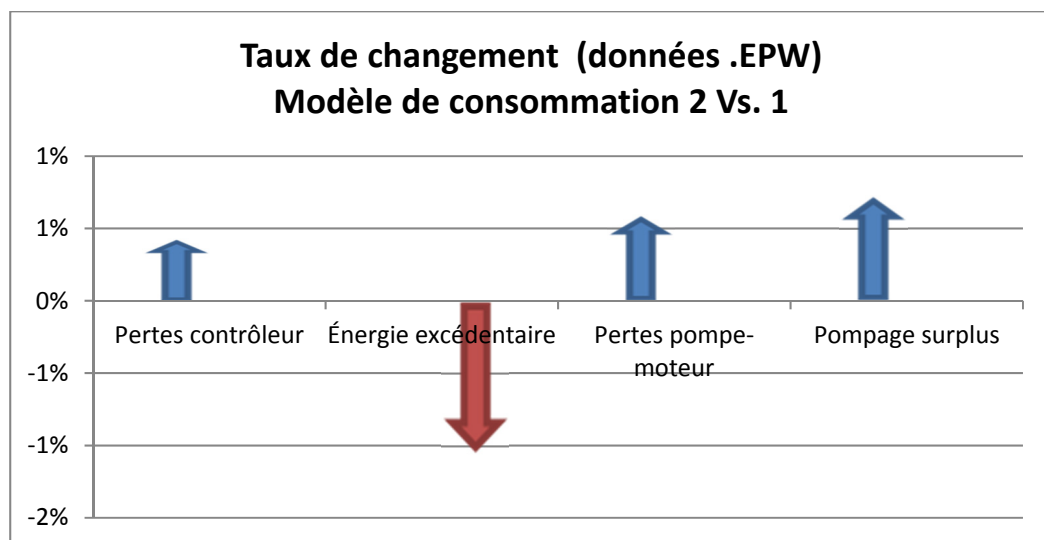 Taux de changement (données .EPW)
Modèle de consommation 2 Vs. 1
1%
1%
0%
-1%
-1%
-2%
Pertes contrôleur
Énergie excédentaire
Pertes pompe-
moteur
Pompage surplus